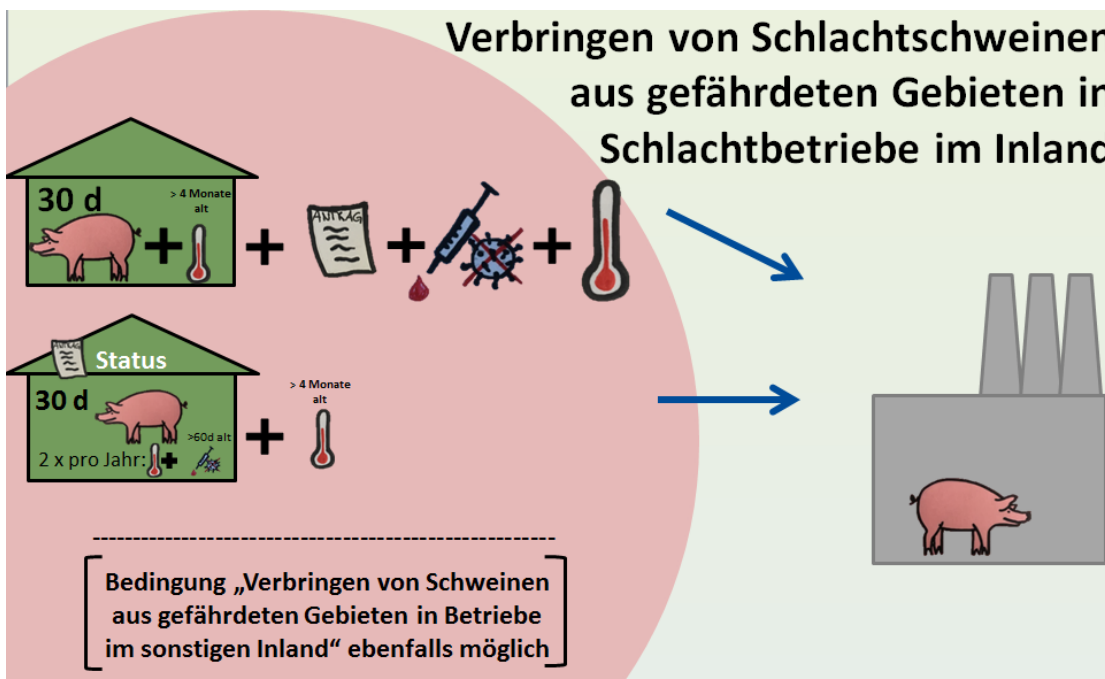 Verbringen von Schlachtschweinen
aus gefährdeten Gebieten in
Schlachtbetriebe im Inland
30 d
> 4 Monate
alt
+
+
ANTRAG
+
+
Status
30 d
>60d alt
2 x pro Jahr:
+
+
> 4 Monate
alt
-------------------------------------------------------
Bedingung „Verbringen von Schweinen
aus gefährdeten Gebieten in Betriebe
im sonstigen Inland“ ebenfalls möglich